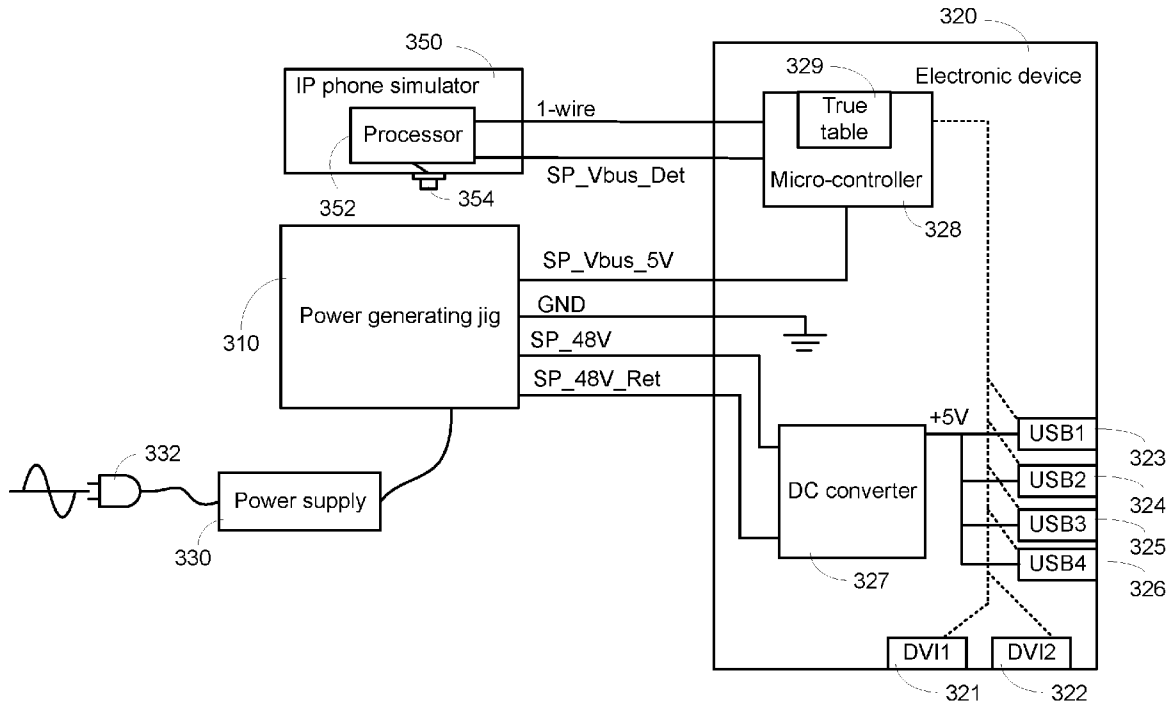 320
350
IP phone simulator
329
Electronic device
True
table
1-wire
Processor
SP_Vbus_Det
Micro-controller
352
354
328
SP_Vbus_5V
310
Power generating jig
GND
SP_48V
SP_48V_Ret
+5V
USB1
323
332
USB2
324
Power supply
DC converter
USB3
325
330
USB4
326
327
DVI1
DVI2
321
322